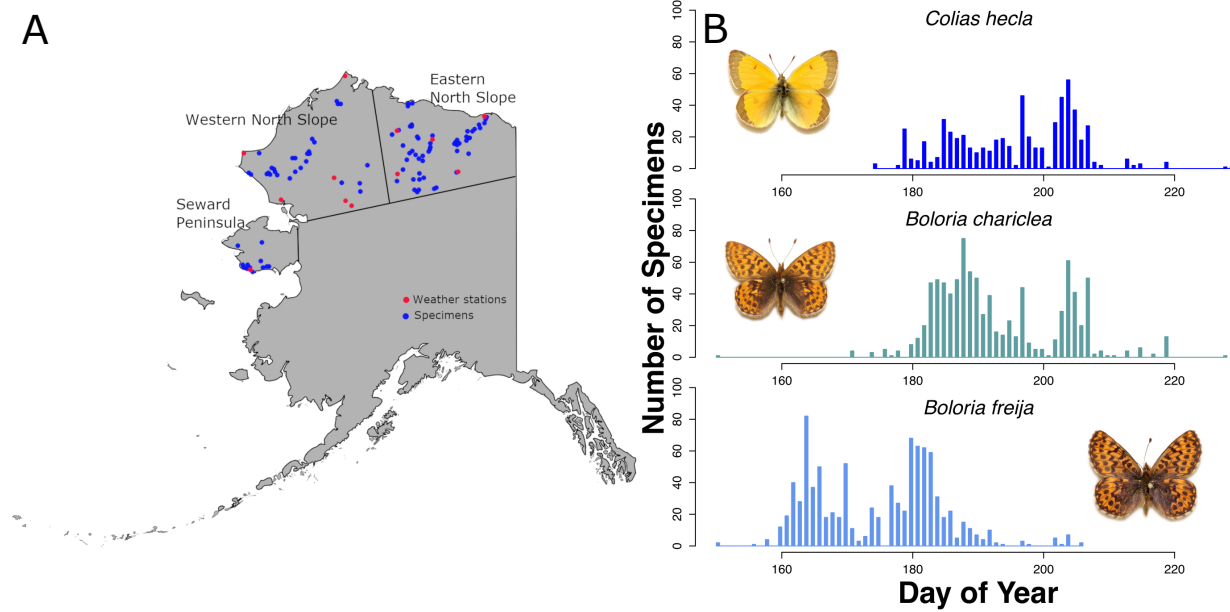 A
Eastern
North Slope
Western North Slope
Seward
Peninsula
Weather stations
Specimens
B
Number of Specimens
Day of Year
Colias hecla
0 20 40 60 80 100
160 180 200 220
Boloria chariclea
0 20 40 60 80
160 180 200 220
Boloria freija
0 20 40 60 80
160 180 200 220